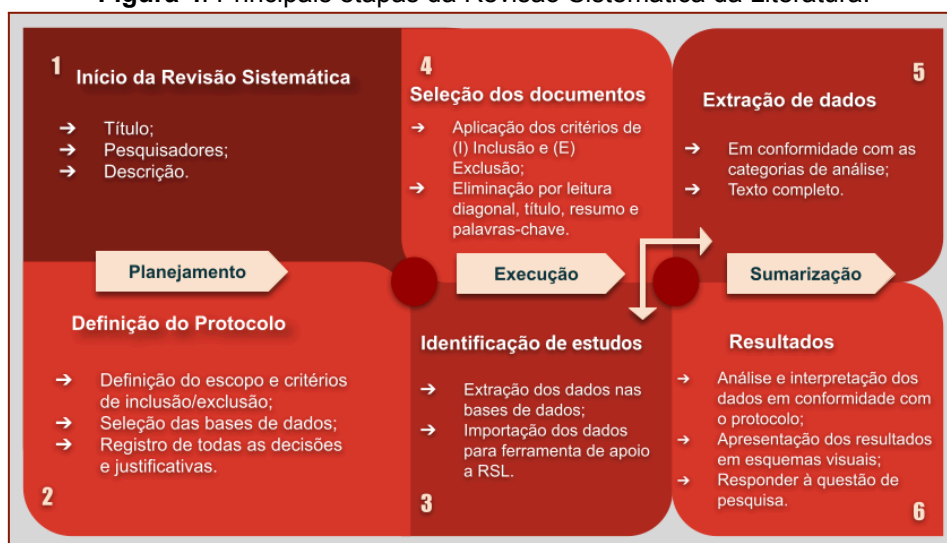 Figura 4. Principais etapas da Revisão Sistemática da Literatura.
1
Início da Revisão Sistemática
➔ Título;
➔ Pesquisadores;
➔ Descrição.
Planejamento
Definição do Protocolo
➔ Definição do escopo e critérios
de inclusão/exclusão;
➔ Seleção das bases de dados;
➔ Registro de todas as decisões
e justificativas.
2
4
Seleção dos documentos
➔ Aplicação dos critérios de
(I) Inclusão e (E)
Exclusão;
➔ Eliminação por leitura
diagonal, título, resumo e
palavras-chave.
Execução
Identificação de estudos
➔ Extração dos dados nas
bases de dados;
➔ Importação dos dados
para ferramenta de apoio
a RSL.
3
5
Extração de dados
➔ Em conformidade com as
categorias de análise;
➔ Texto completo.
Sumarização
Resultados
➔ Análise e interpretação dos
dados em conformidade com
o protocolo;
➔ Apresentação dos resultados
em esquemas visuais;
➔ Responder à questão de
pesquisa.
6